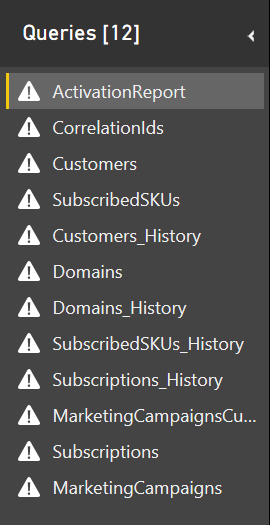 Queries [12]
ActivationReport
CorrelationIds
Customers
SubscribedSKUs
Customers_History
Domains
Domains_History
SubscribedSKUs_History
Subscriptions_History
MarketingCampaignsCu...
Subscriptions
MarketingCampaigns